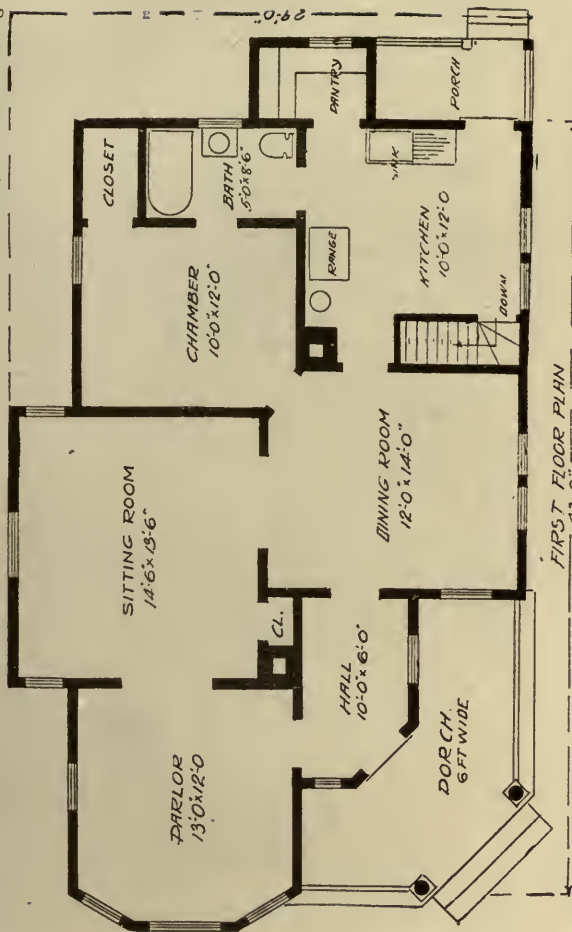 29'-0"
PANTRY
PORCH
CLOSET
BATH
5'0"x8'-6"
SINK
RANGE
KITCHEN
10'-0"x12'-0
DOWN
CHAMBER
10'-0"x12'-0"
SITTING ROOM
14'-6"x13'-6"
DINING ROOM
12'-0"x14'-0"
CL.
HALL
10'-0"x6'-0"
PARLOR
13'-0"x12'-0
PORCH
6 FT WIDE
FIRST FLOOR PLAN